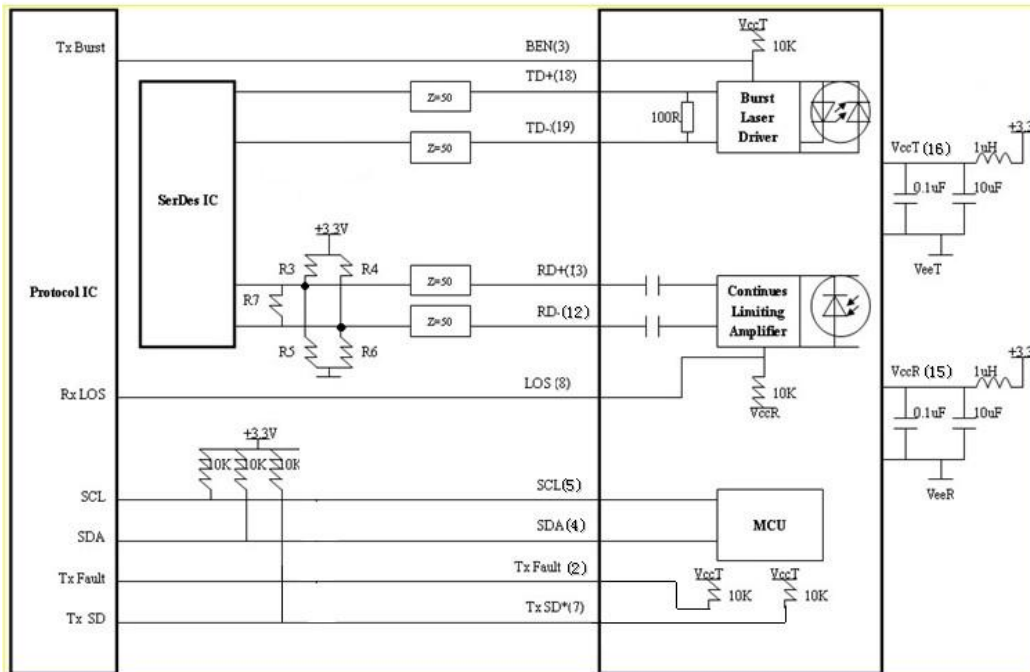 Tx Burst
BEN(3)
VccT
10K
TD+(18)
Z=50
TD-(19)
Z=50
100R
Burst
Laser
Driver
VccT (16)
1uH
+3.3
0.1uF
10uF
VeeT
SerDes IC
+3.3V
R3
R4
RD+(13)
Z=50
R7
RD-(12)
Z=50
R5
R6
Continues
Limiting
Amplifier
Protocol IC
Rx LOS
LOS (8)
10K
VccR
VccR (15)
1uH
+3.3
0.1uF
10uF
VeeR
+3.3V
10K
10K
10K
SCL
SCL(5)
SDA
SDA(4)
MCU
Tx Fault
Tx Fault (2)
VccT
10K
VccT
10K
Tx SD
Tx SD*(7)